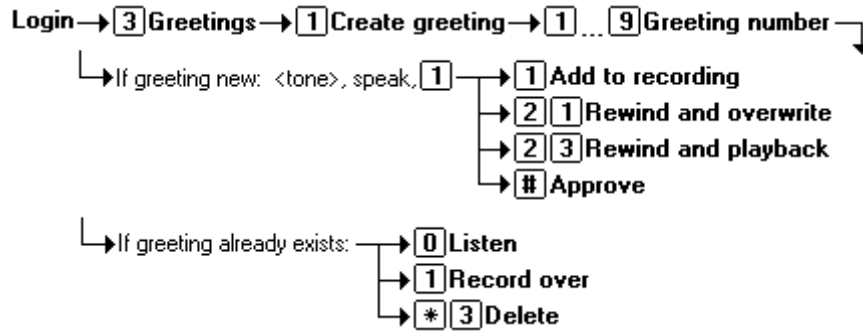 Login 3 Greetings 1 Create greeting 1 ... 9 Greeting number
If greeting new: <tone>, speak, 1 1 Add to recording
2 1 Rewind and overwrite
2 3 Rewind and playback
# Approve
If greeting already exists: 0 Listen
1 Record over
* 3 Delete